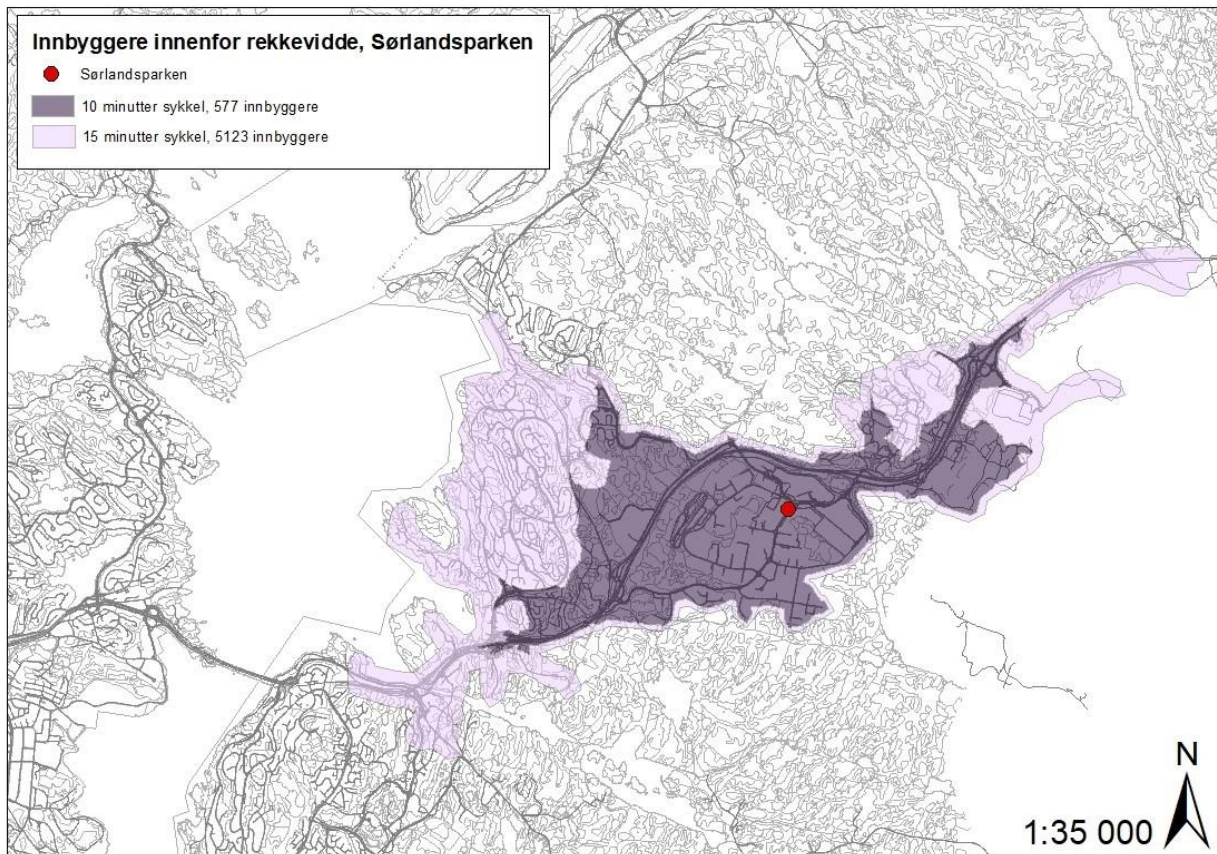 Innbyggere innenfor rekkevidde, Sørlandsparken
Sørlandsparken
10 minutter sykkel, 577 innbyggere
15 minutter sykkel, 5123 innbyggere
N
1:35 000